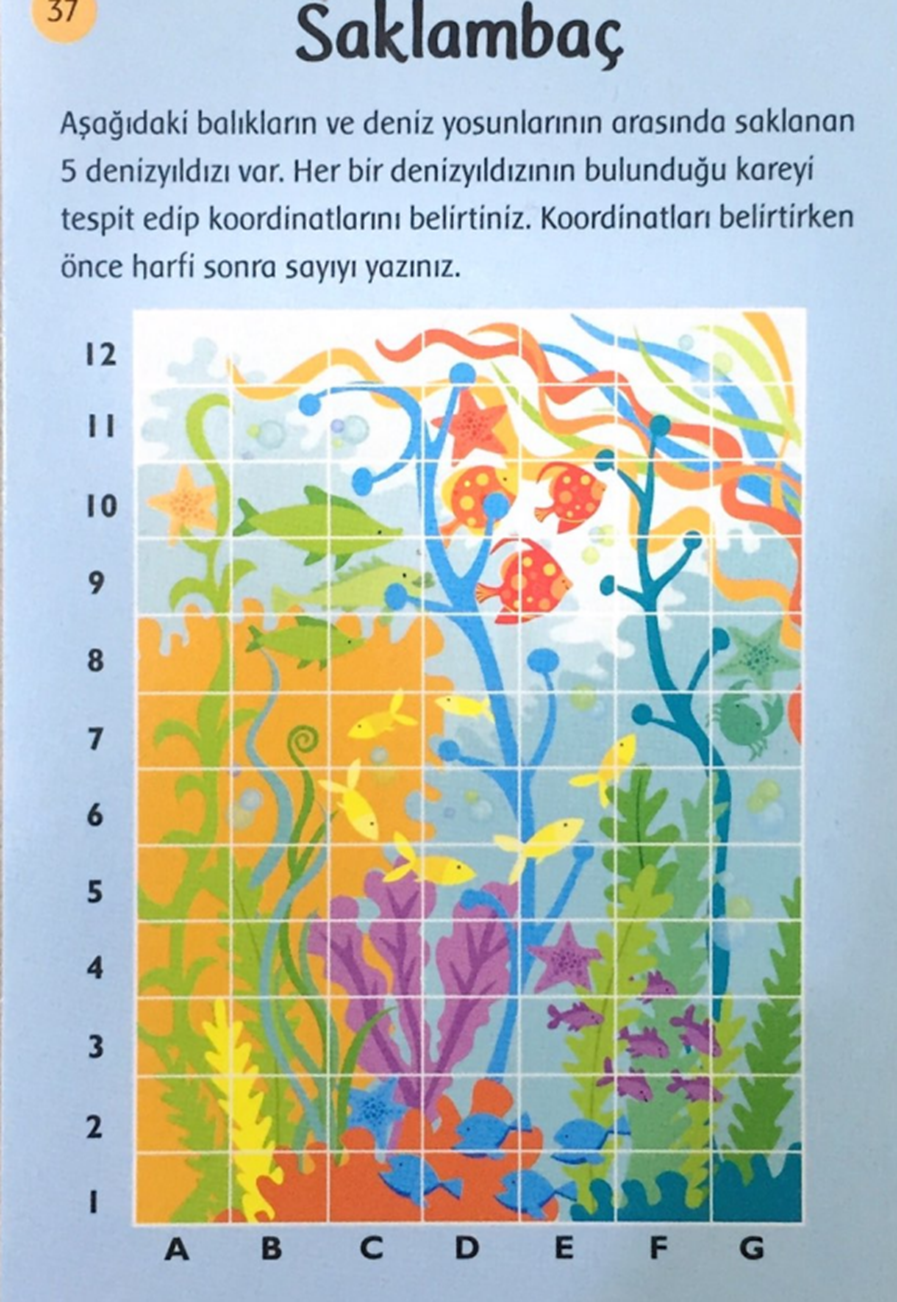 37
Saklambaç
Aşağıdaki balıkların ve deniz yosunlarının arasında saklanan
5 denizyıldızı var. Her bir denizyıldızının bulunduğu kareyi
tespit edip koordinatlarını belirtiniz. Koordinatları belirtirken
önce harfi sonra sayıyı yazınız.
12
11
10
9
8
7
6
5
4
3
2
1
A B C D E F G